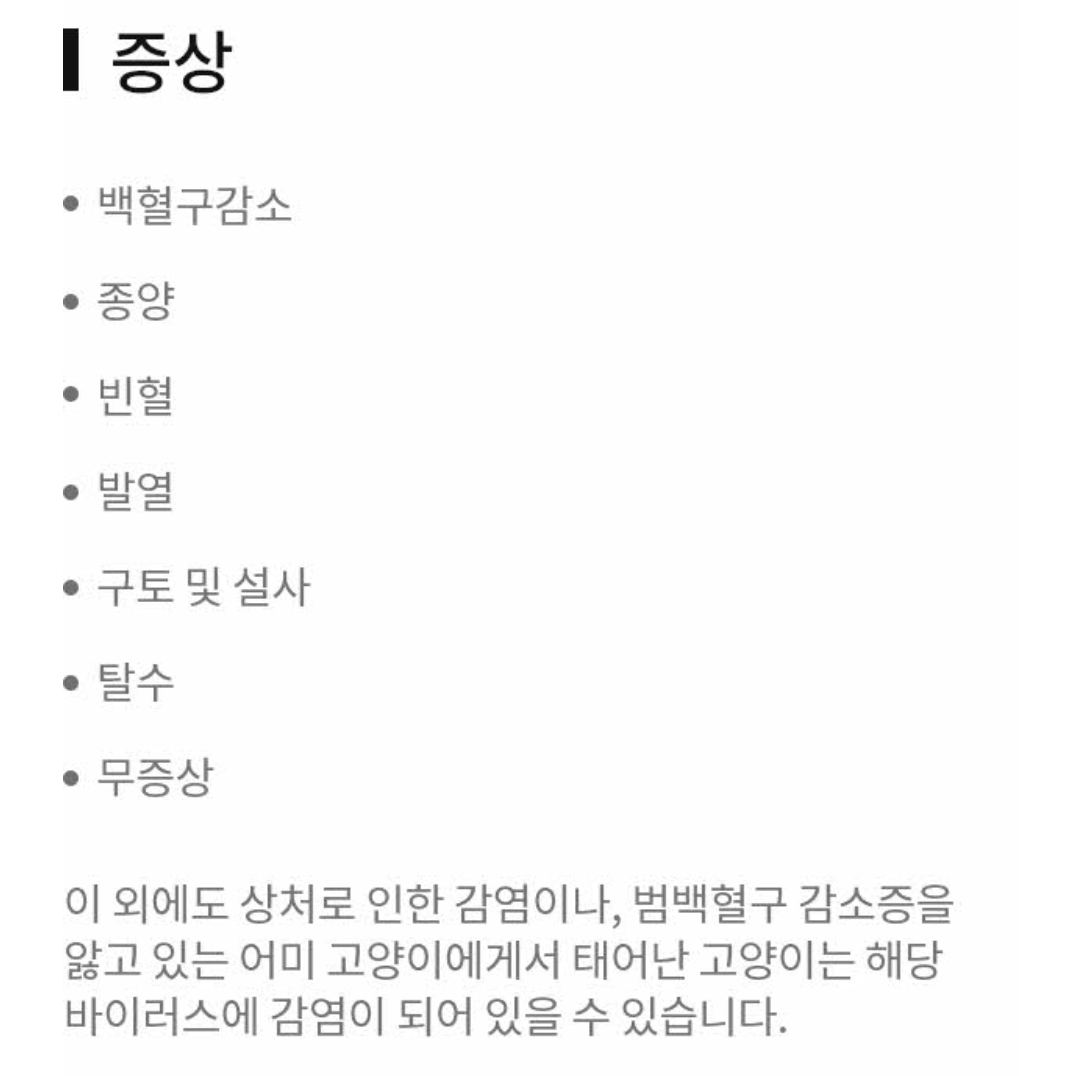 증상
• 백혈구감소
• 종양
• 빈혈
• 발열
• 구토 및 설사
• 탈수
• 무증상
이 외에도 상처로 인한 감염이나, 범백혈구 감소증을
앓고 있는 어미 고양이에게서 태어난 고양이는 해당
바이러스에 감염이 되어 있을 수 있습니다.